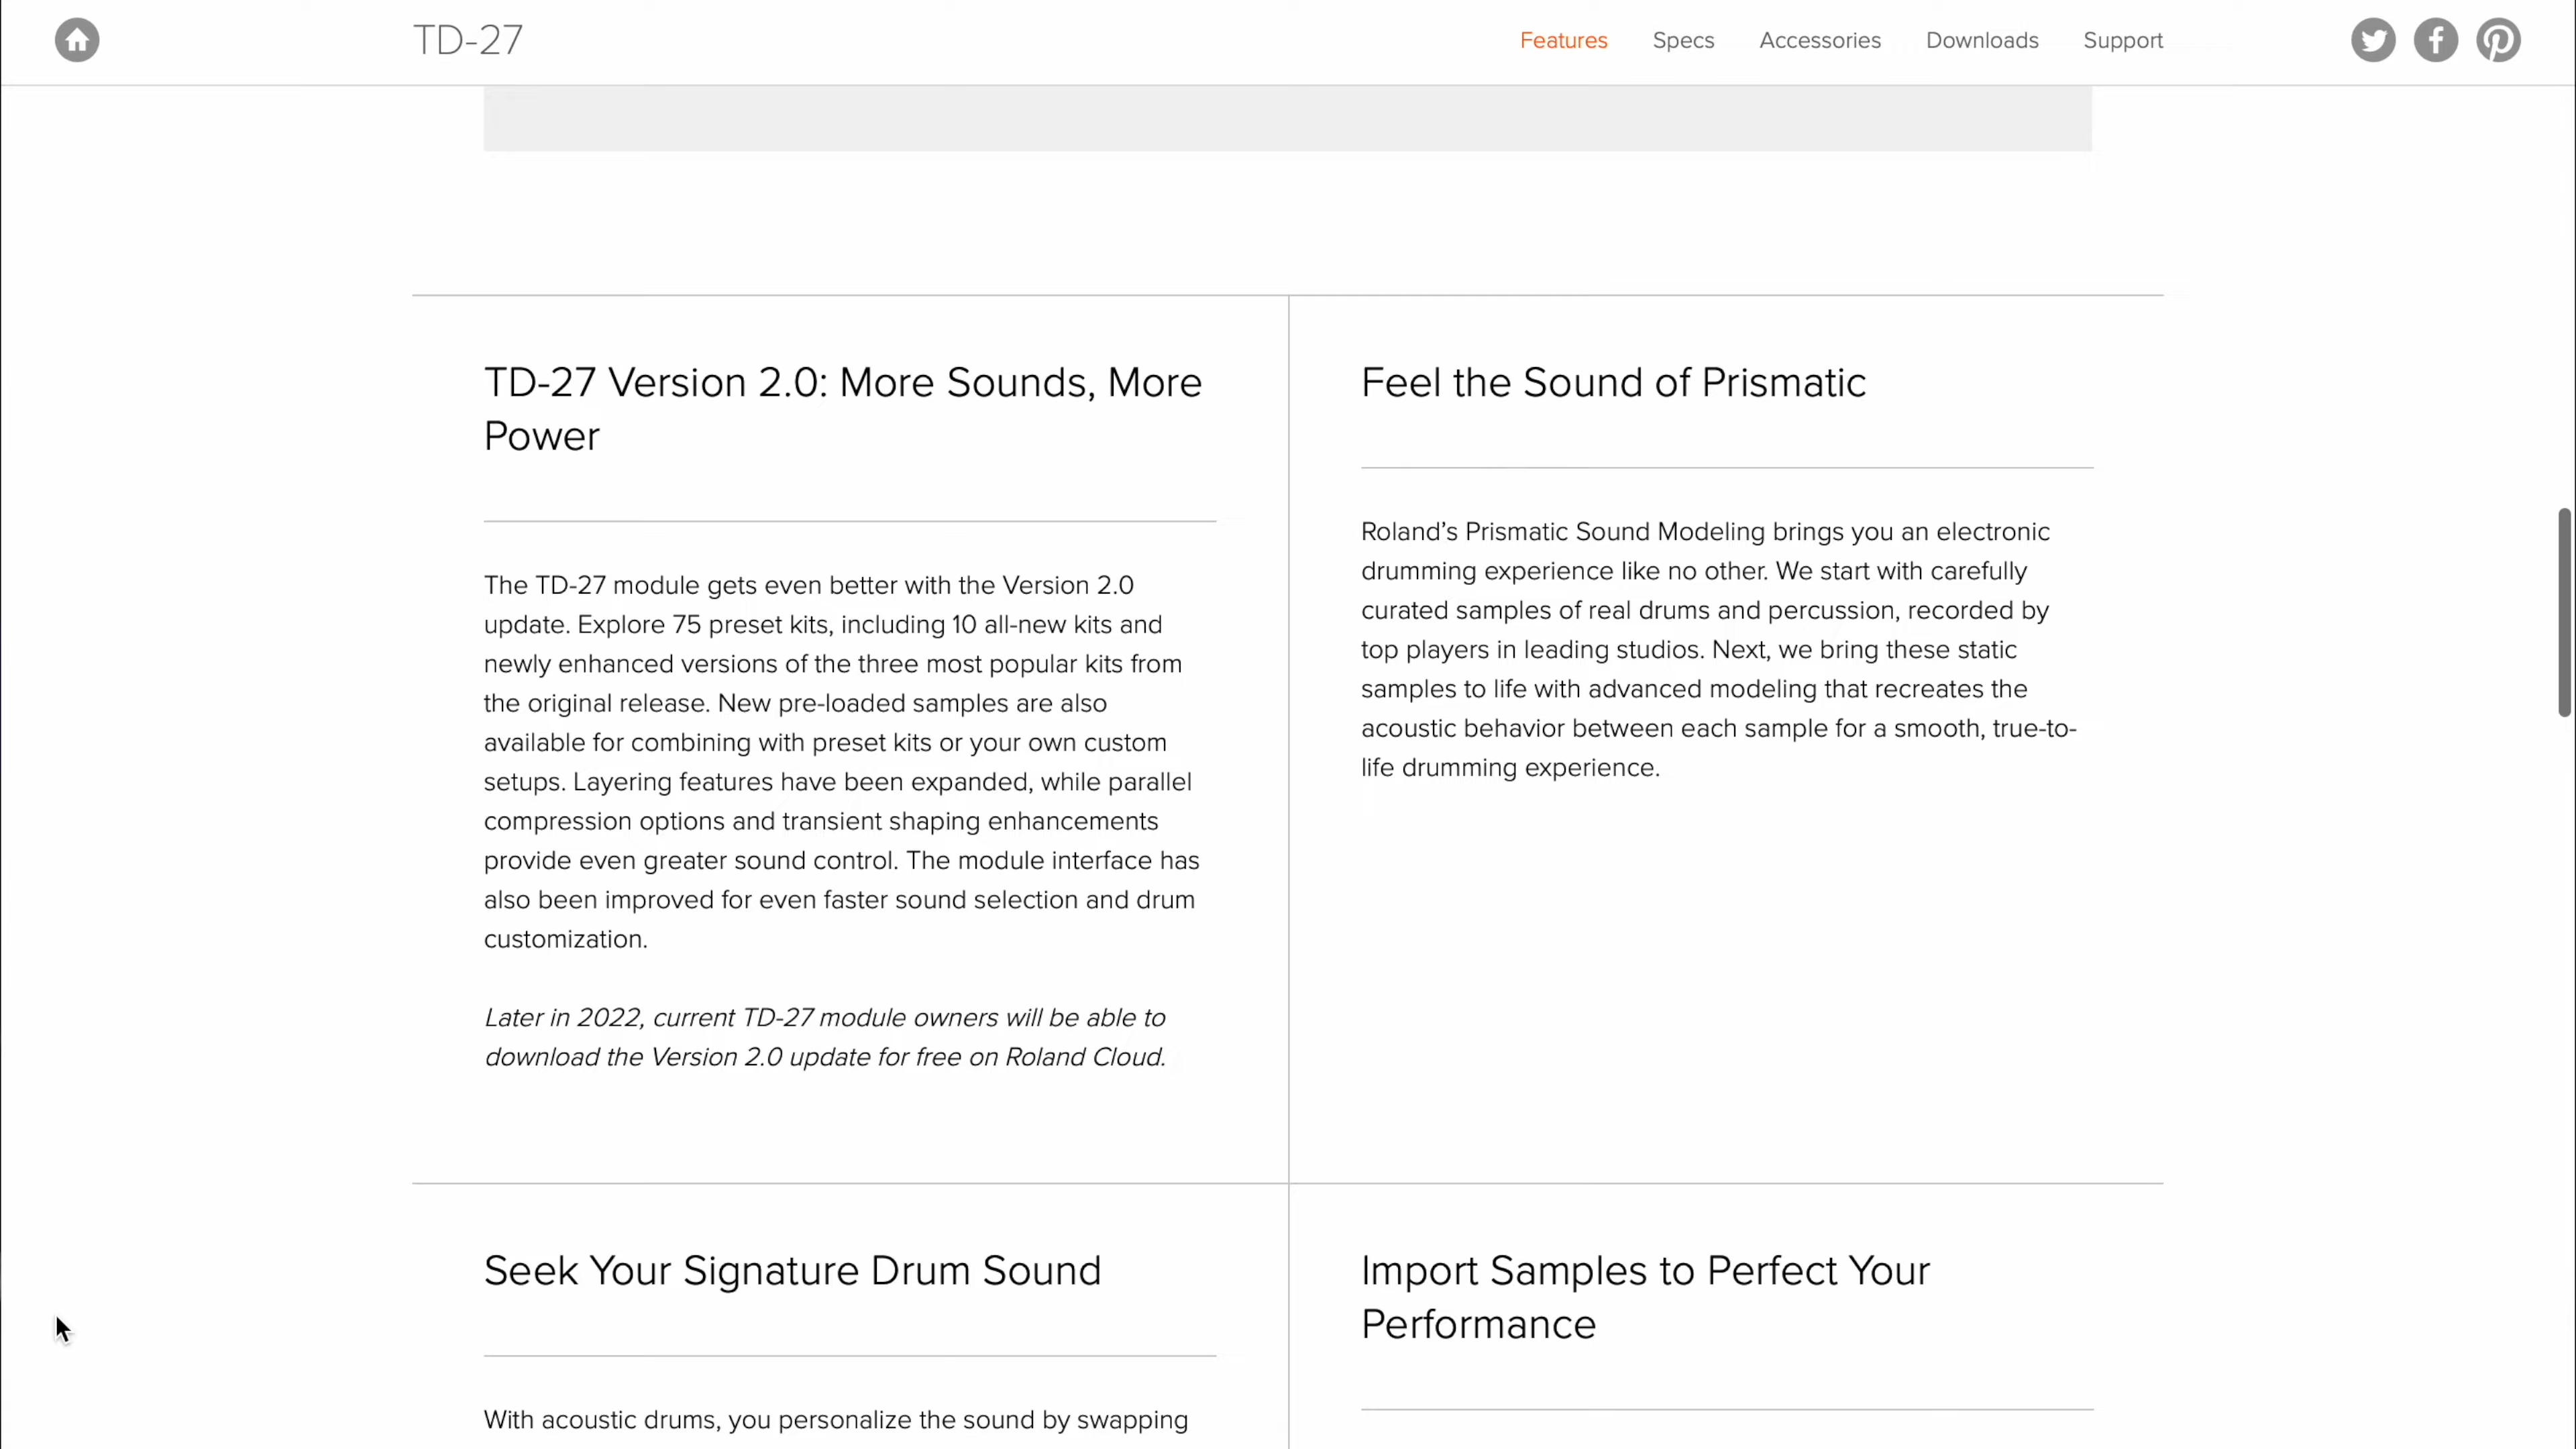 TD-27
Features
Specs
Accessories
Downloads
Support
TD-27 Version 2.0: More Sounds, More
Power
The TD-27 module gets even better with the Version 2.0
update. Explore 75 preset kits, including 10 all-new kits and
newly enhanced versions of the three most popular kits from
the original release. New pre-loaded samples are also
available for combining with preset kits or your own custom
setups. Layering features have been expanded, while parallel
compression options and transient shaping enhancements
provide even greater sound control. The module interface has
also been improved for even faster sound selection and drum
customization.
Later in 2022, current TD-27 module owners will be able to
download the Version 2.0 update for free on Roland Cloud.
Feel the Sound of Prismatic
Roland’s Prismatic Sound Modeling brings you an electronic
drumming experience like no other. We start with carefully
curated samples of real drums and percussion, recorded by
top players in leading studios. Next, we bring these static
samples to life with advanced modeling that recreates the
acoustic behavior between each sample for a smooth, true-to-
life drumming experience.
Seek Your Signature Drum Sound
With acoustic drums, you personalize the sound by swapping
Import Samples to Perfect Your
Performance